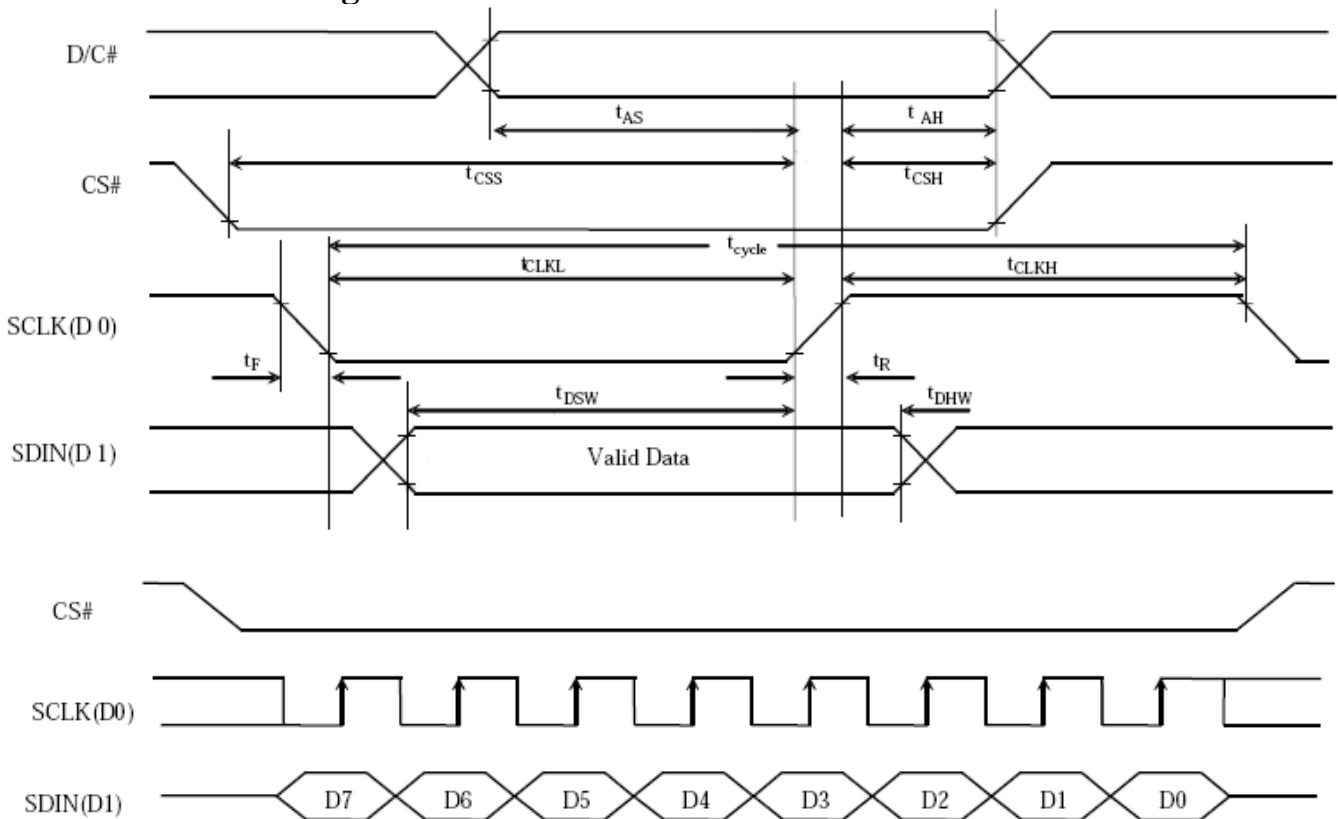 D/C#
tAS
t AH
CS#
tCSS
tCSH
tcycle
tCLKL
tCLKH
SCLK(D 0)
tF
tR
tDSW
tDHW
SDIN(D 1)
Valid Data
CS#
SCLK(D0)
SDIN(D1)
D7 D6 D5 D4 D3 D2 D1 D0